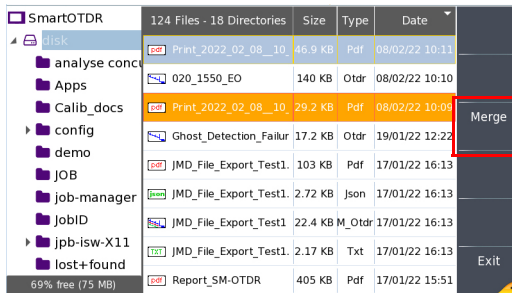 SmartOTDR
disk
analyse concu
Apps
Calib_docs
config
demo
JOB
job-manager
JobID
jpb-isw-X11
lost+found
69% free (75 MB)
124 Files - 18 Directories Size Type Date
pdf Print_2022_02_08__10_ 46.9 KB Pdf 08/02/22 10:11
020_1550_EO 140 KB Otdr 08/02/22 10:10
pdf Print_2022_02_08__10_ 29.2 KB Pdf 08/02/22 10:09
Ghost_Detection_Failur 17.2 KB Otdr 19/01/22 12:22
pdf JMD_File_Export_Test1. 103 KB Pdf 17/01/22 16:13
json JMD_File_Export_Test1. 2.72 KB Json 17/01/22 16:13
JMD_File_Export_Test1 22.4 KB M_Otdr 17/01/22 16:13
TXT JMD_File_Export_Test1. 2.17 KB Txt 17/01/22 16:13
pdf Report_SM-OTDR 405 KB Pdf 17/01/22 15:51
Merge
Exit